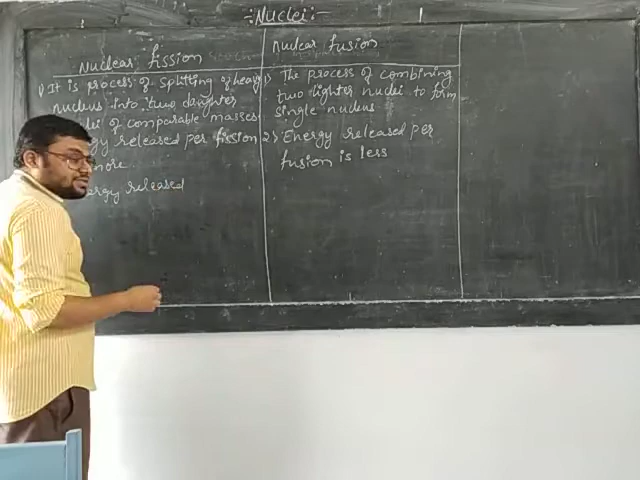 ÷Nuclei:-
Nuclear fission
1) It is process of splitting of heavy
nucleus into two daughter
of comparable masses
released per fission
more
released
nuclear fusion
1) The process of combining
two lighter nuclei to form
single nucleus
2) Energy released per
fusion is less